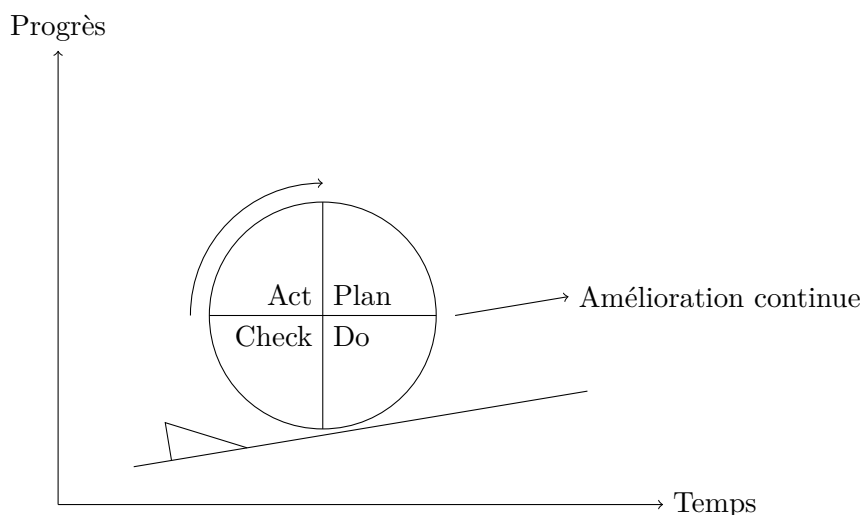 Progrès
Act Plan
Amélioration continue
Check Do
Temps